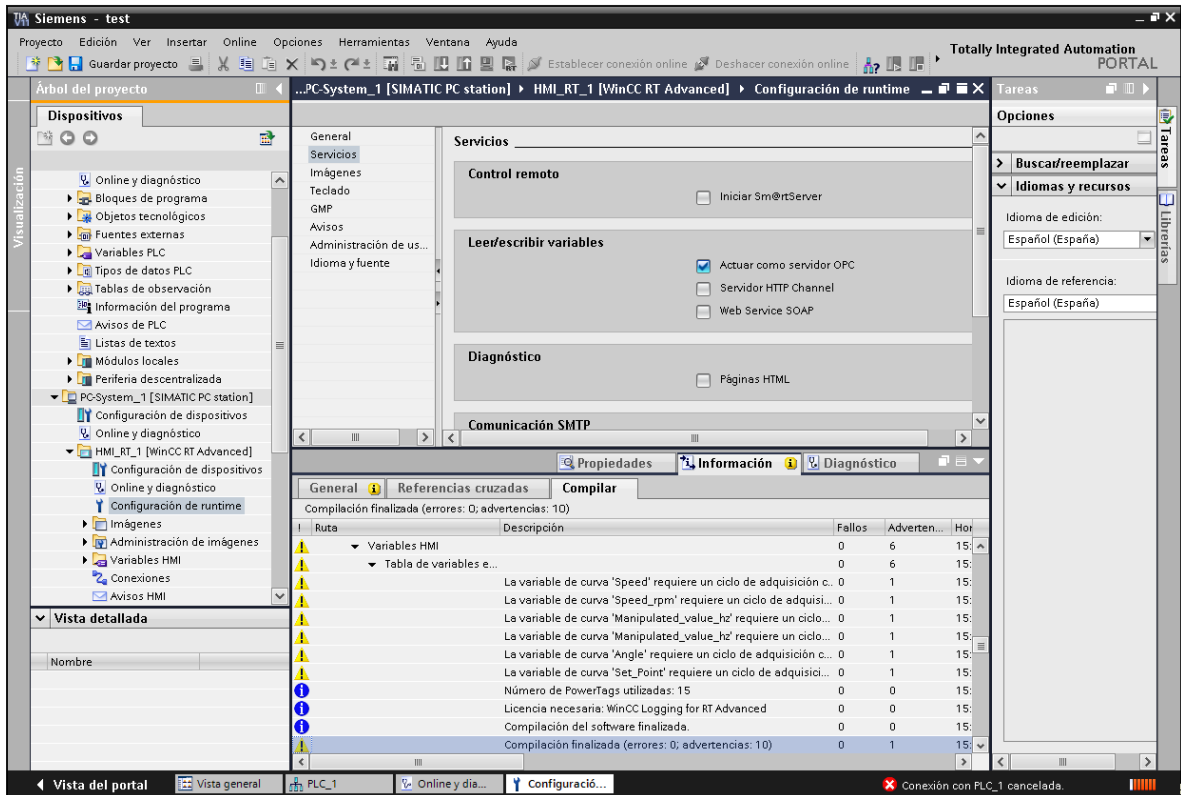 Siemens - test
Proyecto Edición Ver Insertar Online Opciones Herramientas Ventana Ayuda
Totally Integrated Automation
PORTAL
Guardar proyecto
Establecer conexión online
Deshacer conexión online
Árbol del proyecto
...PC-System_1 [SIMATIC PC station] HMI_RT_1 [WinCC RT Advanced] Configuración de runtime
Tareas
Dispositivos
Visualización
Online y diagnóstico
Bloques de programa
Objetos tecnológicos
Fuentes externas
Variables PLC
Tipos de datos PLC
Tablas de observación
Información del programa
Avisos de PLC
Listas de textos
Módulos locales
Periferia descentralizada
PC-System_1 [SIMATIC PC station]
Configuración de dispositivos
Online y diagnóstico
HMI_RT_1 [WinCC RT Advanced]
Configuración de dispositivos
Online y diagnóstico
Configuración de runtime
Imágenes
Administración de imágenes
Variables HMI
Conexiones
Avisos HMI
Vista detallada
Nombre
General
Servicios
Imágenes
Teclado
GMP
Avisos
Administración de us...
Idioma y fuente
Servicios
Control remoto
Iniciar Sm@rtServer
Leer/escribir variables
Actuar como servidor OPC
Servidor HTTP Channel
Web Service SOAP
Diagnóstico
Páginas HTML
Comunicación SMTP
Opciones
Buscar/reemplazar
Idiomas y recursos
Idioma de edición:
Español (España)
Idioma de referencia:
Español (España)
Tareas
Librerías
Propiedades
Información
Diagnóstico
General
Referencias cruzadas
Compilar
Compilación finalizada (errores: 0; advertencias: 10)
! Ruta Descripción Fallos Adverten... Hor
Variables HMI 0 6 15:
Tabla de variables e... 0 6 15:
La variable de curva 'Speed' requiere un ciclo de adquisición c... 0 1 15:
La variable de curva 'Speed_rpm' requiere un ciclo de adquisi... 0 1 15:
La variable de curva 'Manipulated_value_hz' requiere un ciclo... 0 1 15:
La variable de curva 'Manipulated_value_hz' requiere un ciclo... 0 1 15:
La variable de curva 'Angle' requiere un ciclo de adquisición c... 0 1 15:
La variable de curva 'Set_Point' requiere un ciclo de adquisici... 0 1 15:
Número de PowerTags utilizadas: 15 0 0 15:
Licencia necesaria: WinCC Logging for RT Advanced 0 0 15:
Compilación del software finalizada. 0 0 15:
Compilación finalizada (errores: 0; advertencias: 10) 0 1 15:
Vista del portal
Vista general
PLC_1
Online y dia...
Configuració...
Conexión con PLC_1 cancelada.